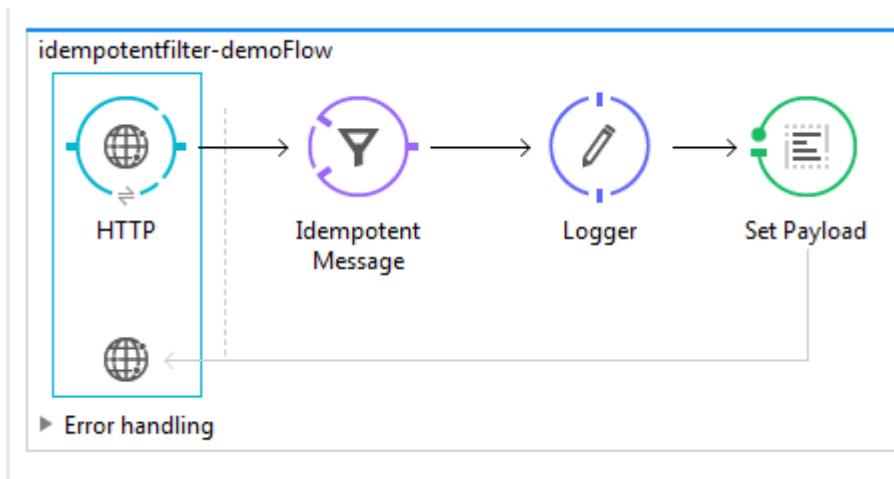 idempotentfilter-demoFlow
HTTP
Idempotent
Message
Logger
Set Payload
Error handling